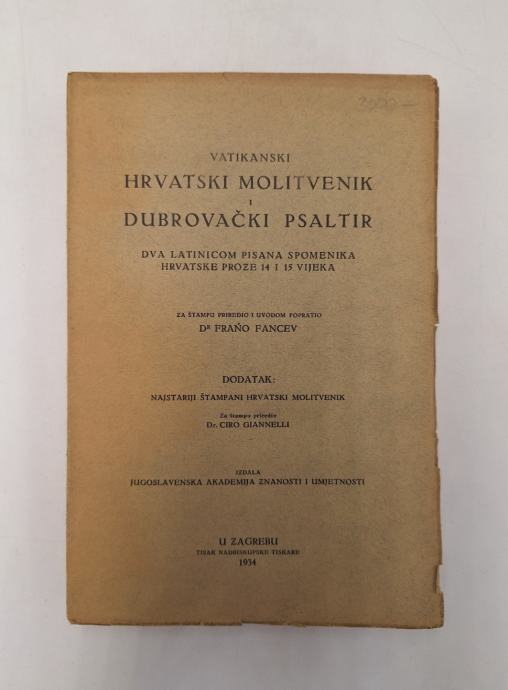 VATIKANSKI
HRVATSKI MOLITVENIK
I
DUBROVAČKI PSALTIR
DVA LATINICOM PISANA SPOMENIKA
HRVATSKE PROZE 14 I 15 VIJEKA
ZA ŠTAMPU PRIREDIO I UVODOM POPRATIO
DR FRAŃO FANCEV
DODATAK:
NAJSTARIJI ŠTAMPANI HRVATSKI MOLITVENIK
Za štampu priredio
Dr. CIRO GIANNELLI
IZDALA
JUGOSLAVENSKA AKADEMIJA ZNANOSTI I UMJETNOSTI
U ZAGREBU
TISAK NADBISKUPSKE TISKARE
1934